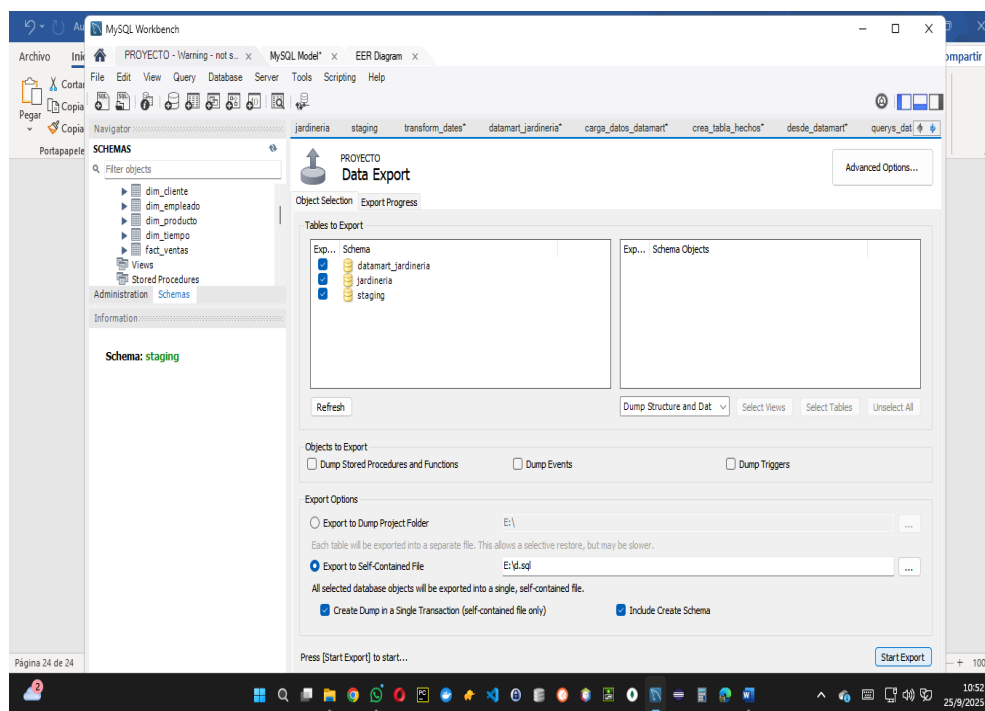 Au
MySQL Workbench
Archivo Inic
ompartir
PROYECTO - Warning - not s... x MySQL Model* x EER Diagram x
File Edit View Query Database Server Tools Scripting Help
Cortar
Copia
Copia
Pegar
Portapapele
Navigator
jardineria staging transform_dates* datamart_jardineria* carga_datos_datamart* crea_tabla_hechos* desde_datamart* querys_dat
SCHEMAS
Filter objects
dim_cliente
dim_empleado
dim_producto
dim_tiempo
fact_ventas
Views
Stored Procedures
Administration Schemas
Information
Schema: staging
PROYECTO
Data Export
Advanced Options...
Object Selection Export Progress
Tables to Export
Exp... Schema
datamart_jardineria
jardineria
staging
Exp... Schema Objects
Refresh
Dump Structure and Dat
Select Views Select Tables Unselect All
Objects to Export
Dump Stored Procedures and Functions Dump Events Dump Triggers
Export Options
Export to Dump Project Folder E:\ ...
Each table will be exported into a separate file. This allows a selective restore, but may be slower.
Export to Self-Contained File E:\d.sql ...
All selected database objects will be exported into a single, self-contained file.
Create Dump in a Single Transaction (self-contained file only) Include Create Schema
Press [Start Export] to start...
Start Export
Página 24 de 24
100
2
10:52
25/9/2025